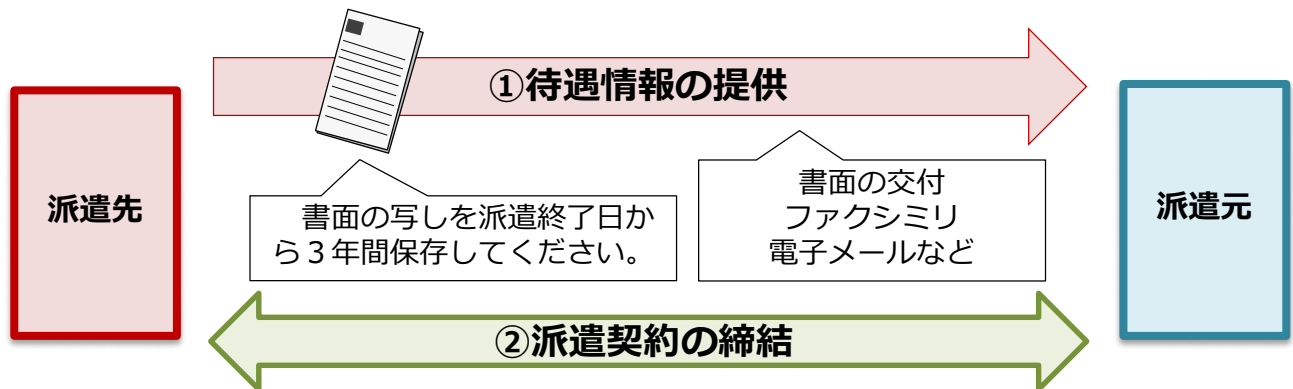 ①待遇情報の提供
派遣先
書面の写しを派遣終了日か
ら３年間保存してください。
書面の交付
ファクシミリ
電子メールなど
派遣元
②派遣契約の締結